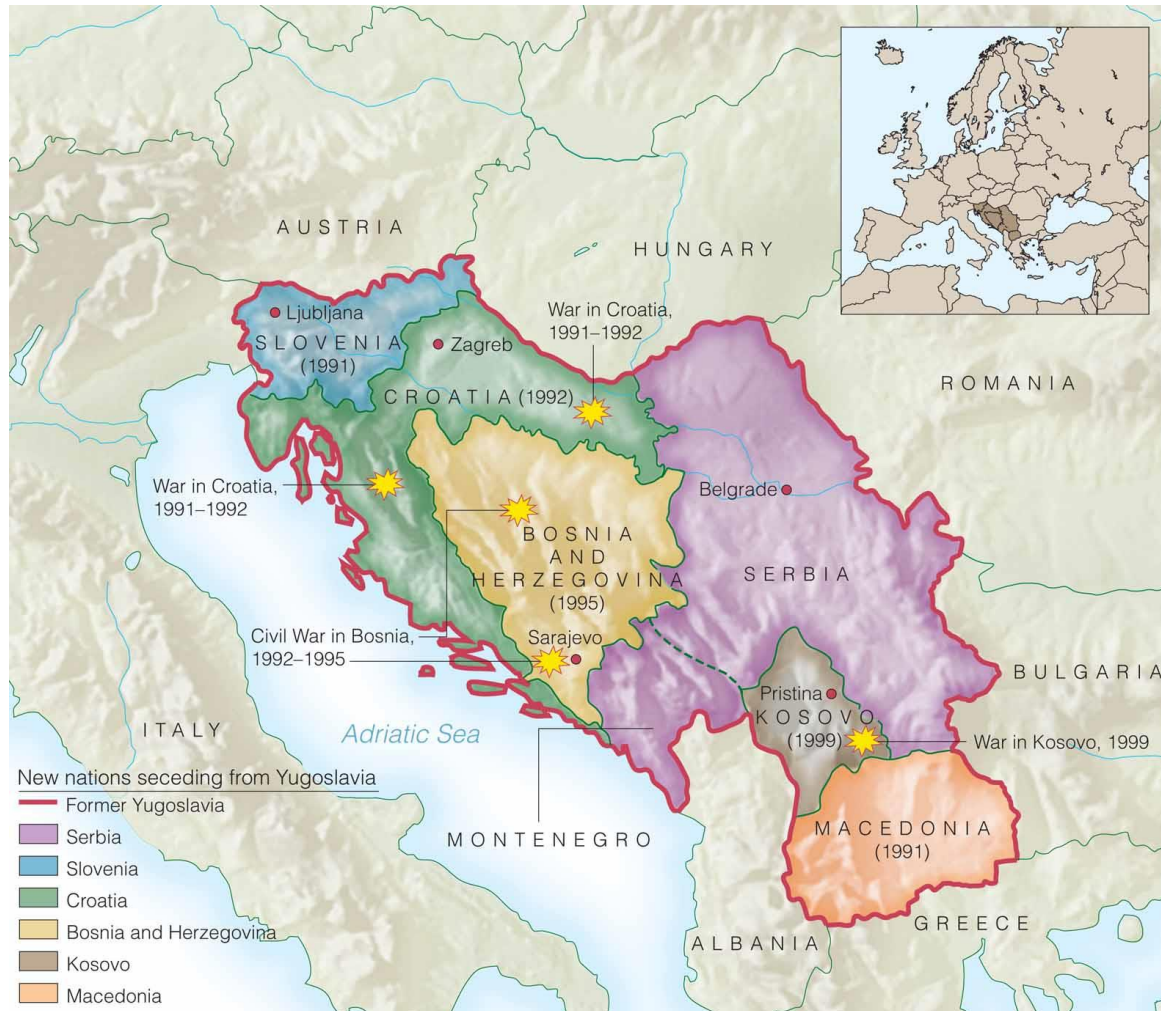 AUSTRIA
HUNGARY
Ljubljana
SLOVENIA
(1991)
Zagreb
War in Croatia,
1991–1992
CROATIA (1992)
ROMANIA
War in Croatia,
1991–1992
Belgrade
BOSNIA
AND
HERZEGOVINA
(1995)
SERBIA
Civil War in Bosnia,
1992–1995
Sarajevo
BULGARIA
Pristina
KOSOVO
(1999)
War in Kosovo, 1999
ITALY
Adriatic Sea
MONTENEGRO
MACEDONIA
(1991)
GREECE
ALBANIA
New nations seceding from Yugoslavia
Former Yugoslavia
Serbia
Slovenia
Croatia
Bosnia and Herzegovina
Kosovo
Macedonia